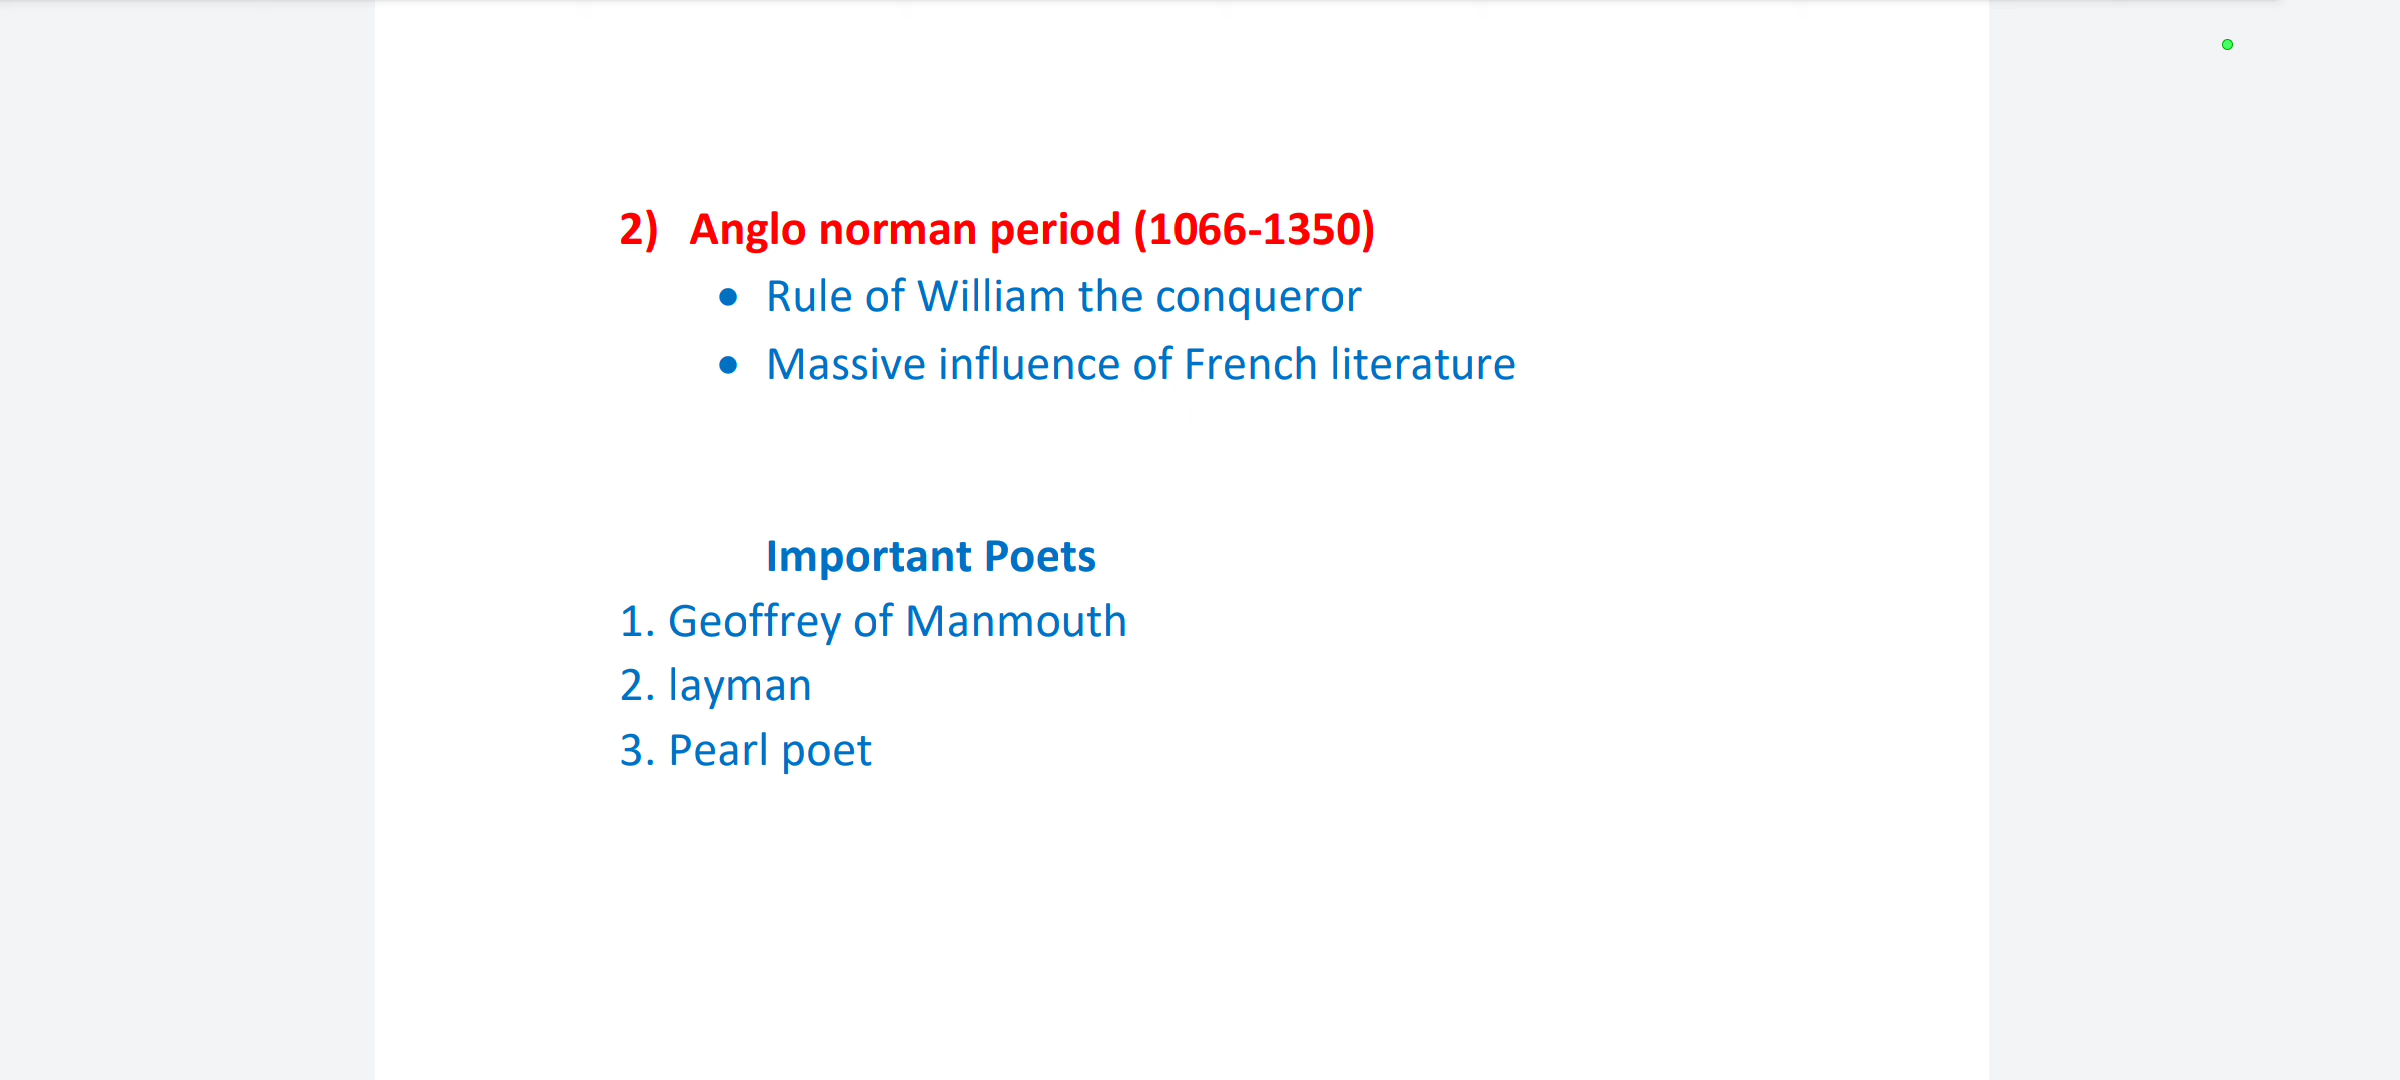 2) Anglo norman period (1066-1350)
● Rule of William the conqueror
● Massive influence of French literature
Important Poets
1. Geoffrey of Manmouth
2. layman
3. Pearl poet